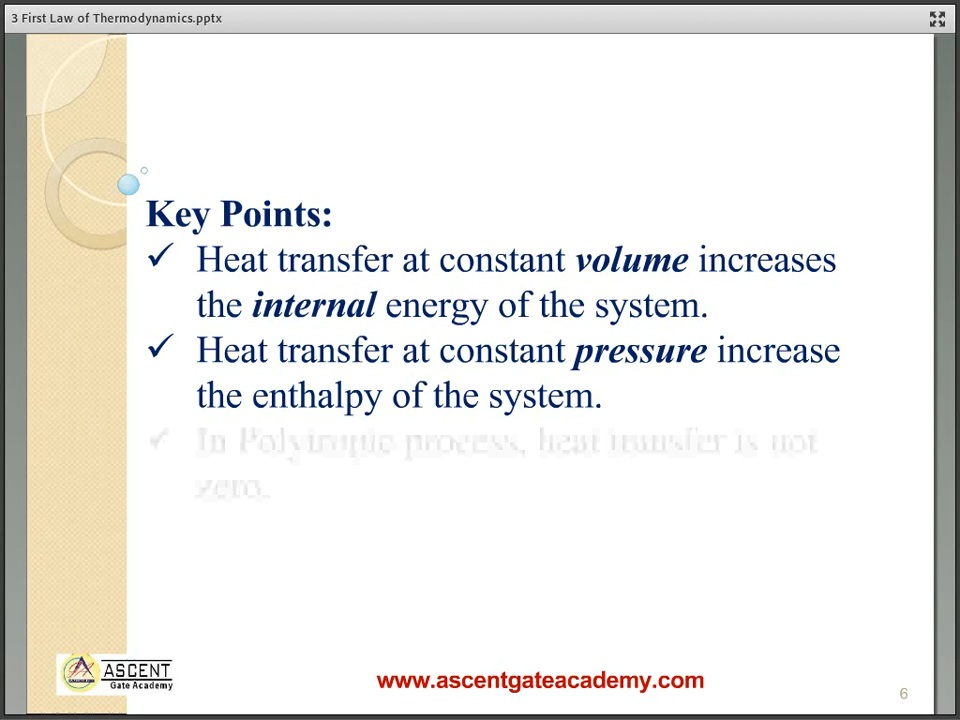 3 First Law of Thermodynamics.pptx
Key Points:
✓ Heat transfer at constant volume increases
the internal energy of the system.
✓ Heat transfer at constant pressure increase
the enthalpy of the system.
✓ In Polytropic process, heat transfer is not
zero.
ASCENT
Gate Academy
www.ascentgateacademy.com
6